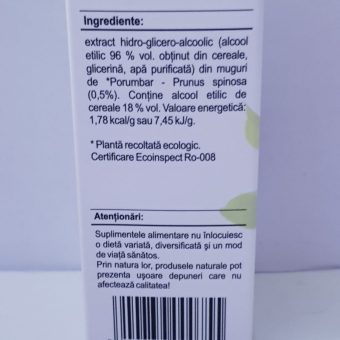 Ingrediente:
extract hidro-glicero-alcoolic (alcool
etilic 96 % vol. obținut din cereale,
glicerină, apă purificată) din muguri
de *Porumbar - Prunus spinosa
(0,5%). Conține alcool etilic de
cereale 18 % vol. Valoare energetică:
1,78 kcal/g sau 7,45 kJ/g.
* Plantă recoltată ecologic.
Certificare Ecoinspect Ro-008
Atenționări:
Suplimentele alimentare nu înlocuiesc
o dietă variată, diversificată și un mod
de viață sănătos.
Prin natura lor, produsele naturale pot
prezenta ușoare depuneri care nu
afectează calitatea!